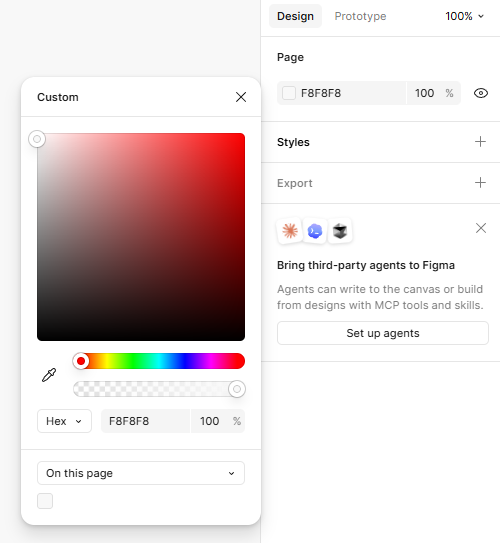 Design Prototype 100%
Page
F8F8F8 100 %
Styles
Export
Bring third-party agents to Figma
Agents can write to the canvas or build
from designs with MCP tools and skills.
Set up agents
Custom
Hex F8F8F8 100 %
On this page